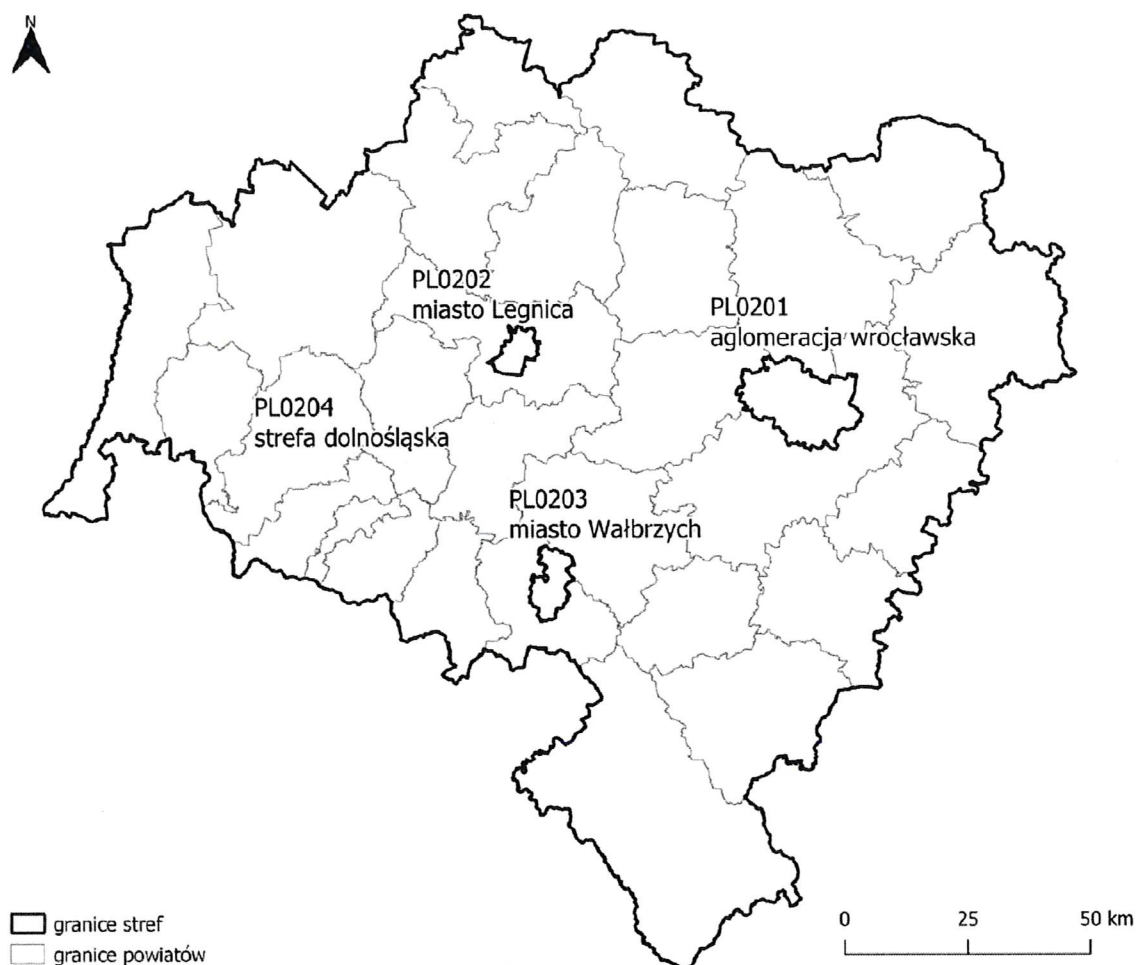 N
PL0202
miasto Legnica
PL0201
aglomeracja wrocławska
PL0204
strefa dolnośląska
PL0203
miasto Wałbrzych
granice stref
granice powiatów
0 25 50 km